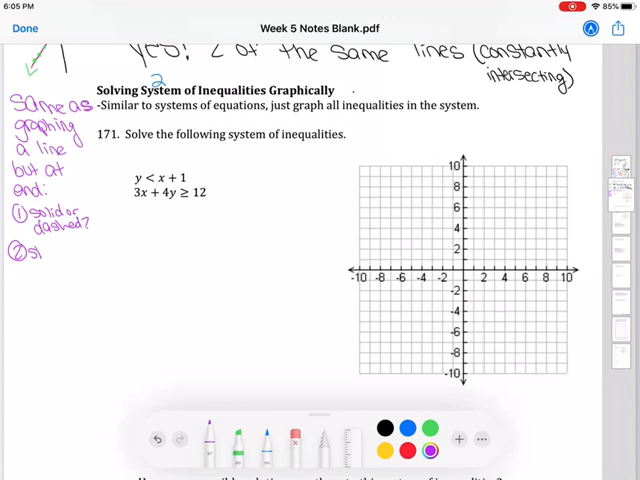 6:05 PM
85%
Done
Week 5 Notes Blank.pdf
yes! 2 of the same lines (constantly
intersecting)
2
Solving System of Inequalities Graphically
-Similar to systems of equations, just graph all inequalities in the system.
171. Solve the following system of inequalities.
y < x + 1
3x + 4y ≥ 12
same as
graphing
a line
but at
end:
① solid or
dashed?
② s
10
8
6
4
2
-10 -8 -6 -4 -2 2 4 6 8 10
-2
-4
-6
-8
-10